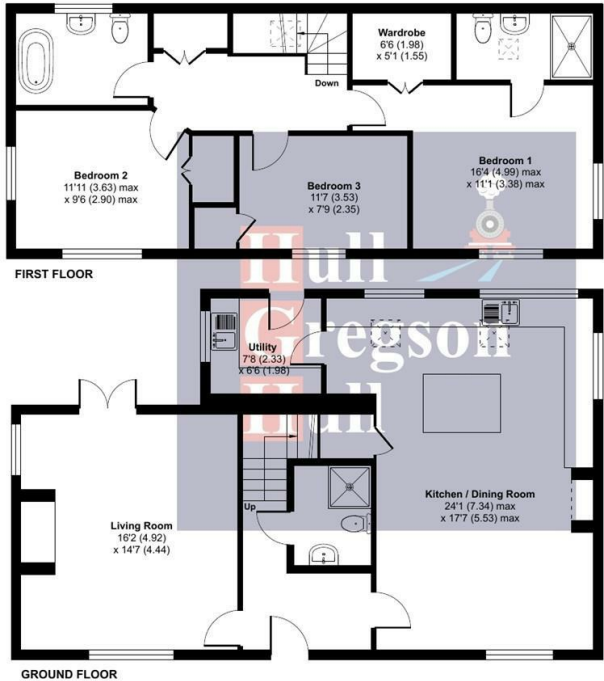 Wardrobe
6'6 (1.98)
x 5'1 (1.55)
Down
Bedroom 2
11'11 (3.63) max
x 9'6 (2.90) max
Bedroom 3
11'7 (3.53)
x 7'9 (2.35)
Bedroom 1
16'4 (4.99) max
x 11'1 (3.38) max
FIRST FLOOR
Hull
Gregson
Hull
Utility
7'8 (2.33)
x 6'6 (1.98)
Up
Living Room
16'2 (4.92)
x 14'7 (4.44)
Kitchen / Dining Room
24'1 (7.34) max
x 17'7 (5.53) max
GROUND FLOOR